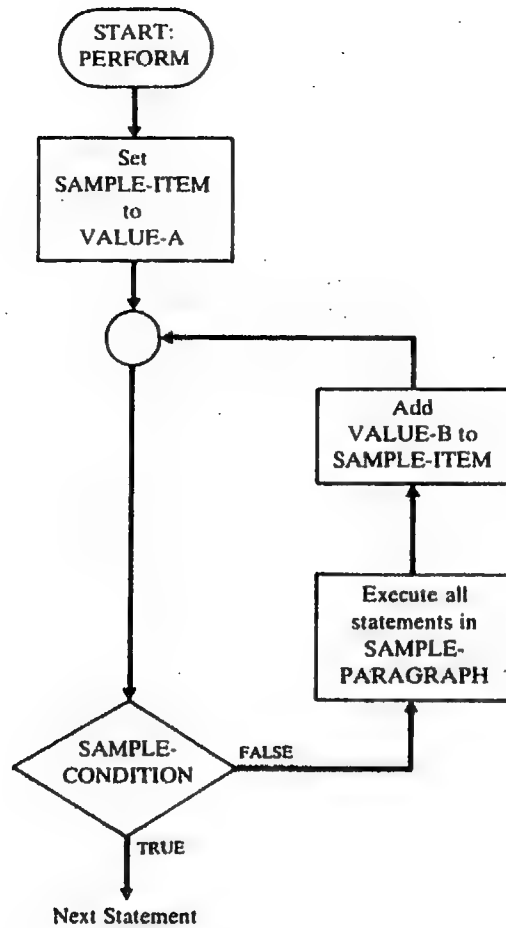 START:
PERFORM
Set
SAMPLE-ITEM
to
VALUE-A
Add
VALUE-B to
SAMPLE-ITEM
Execute all
statements in
SAMPLE-
PARAGRAPH
SAMPLE-
CONDITION
FALSE
TRUE
Next Statement